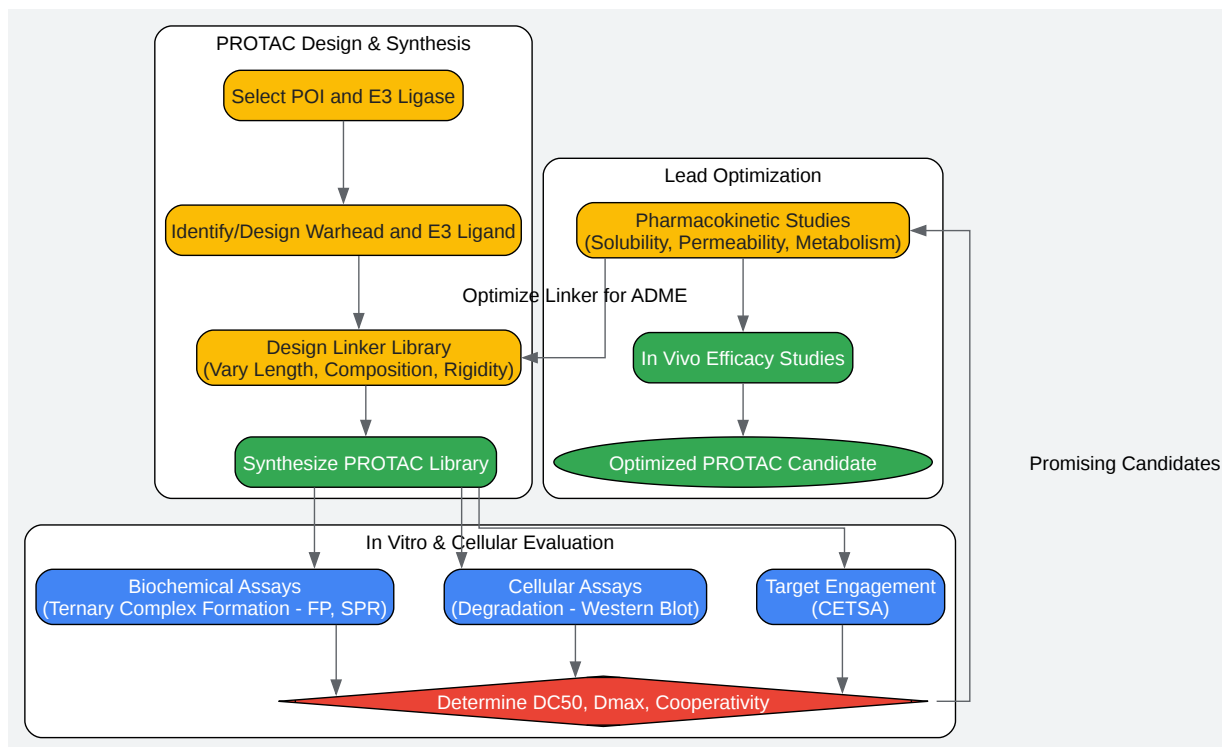 PROTAC Design & Synthesis
Select POI and E3 Ligase
Identify/Design Warhead and E3 Ligand
Design Linker Library
(Vary Length, Composition, Rigidity)
Synthesize PROTAC Library
Lead Optimization
Pharmacokinetic Studies
(Solubility, Permeability, Metabolism)
Optimize Linker for ADME
In Vivo Efficacy Studies
Optimized PROTAC Candidate
Promising Candidates
In Vitro & Cellular Evaluation
Biochemical Assays
(Ternary Complex Formation - FP, SPR)
Cellular Assays
(Degradation - Western Blot)
Target Engagement
(CETSA)
Determine DC50, Dmax, Cooperativity